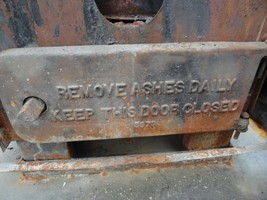 REMOVE ASHES DAILY
KEEP THIS DOOR CLOSED